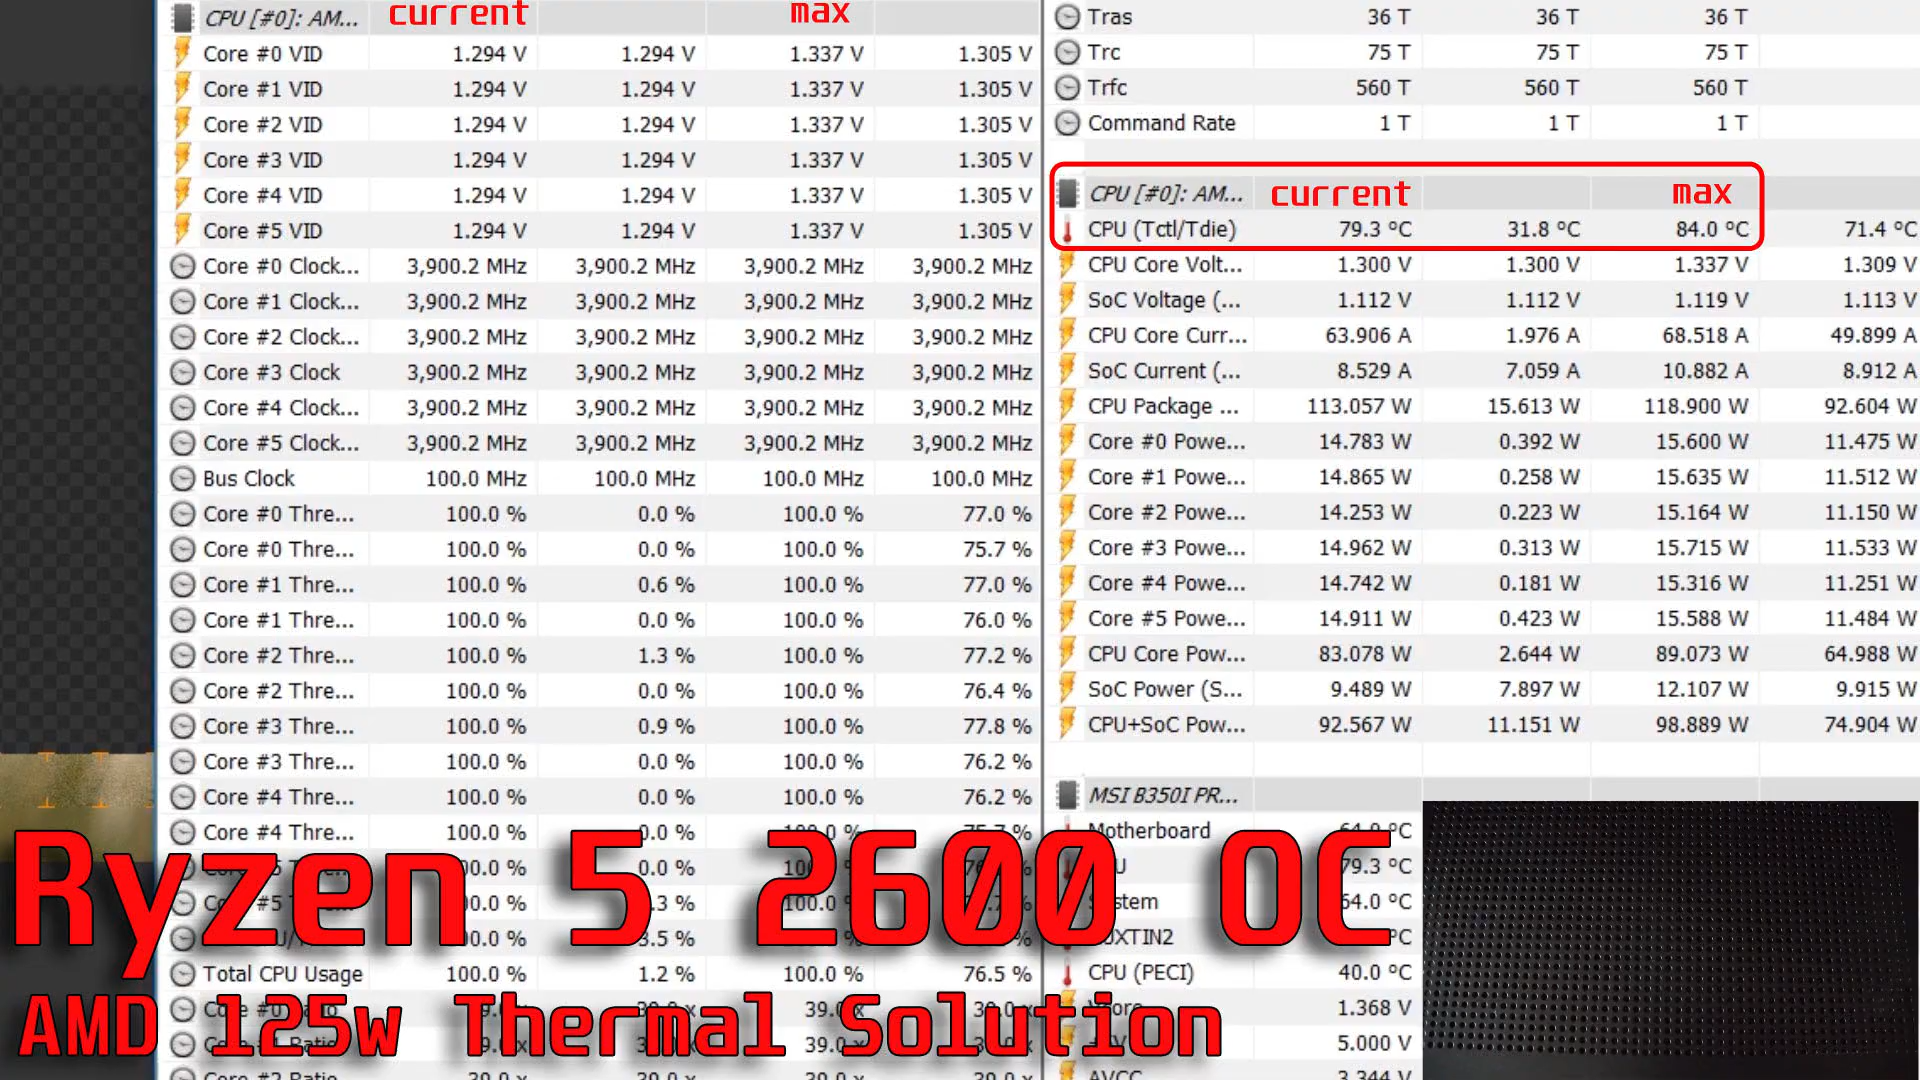 CPU [#0]: AM... current max
Core #0 VID 1.294 V 1.294 V 1.337 V 1.305 V
Core #1 VID 1.294 V 1.294 V 1.337 V 1.305 V
Core #2 VID 1.294 V 1.294 V 1.337 V 1.305 V
Core #3 VID 1.294 V 1.294 V 1.337 V 1.305 V
Core #4 VID 1.294 V 1.294 V 1.337 V 1.305 V
Core #5 VID 1.294 V 1.294 V 1.337 V 1.305 V
Core #0 Clock... 3,900.2 MHz 3,900.2 MHz 3,900.2 MHz 3,900.2 MHz
Core #1 Clock... 3,900.2 MHz 3,900.2 MHz 3,900.2 MHz 3,900.2 MHz
Core #2 Clock... 3,900.2 MHz 3,900.2 MHz 3,900.2 MHz 3,900.2 MHz
Core #3 Clock 3,900.2 MHz 3,900.2 MHz 3,900.2 MHz 3,900.2 MHz
Core #4 Clock... 3,900.2 MHz 3,900.2 MHz 3,900.2 MHz 3,900.2 MHz
Core #5 Clock... 3,900.2 MHz 3,900.2 MHz 3,900.2 MHz 3,900.2 MHz
Bus Clock 100.0 MHz 100.0 MHz 100.0 MHz 100.0 MHz
Core #0 Thre... 100.0 % 0.0 % 100.0 % 77.0 %
Core #0 Thre... 100.0 % 0.0 % 100.0 % 75.7 %
Core #1 Thre... 100.0 % 0.6 % 100.0 % 77.0 %
Core #1 Thre... 100.0 % 0.0 % 100.0 % 76.0 %
Core #2 Thre... 100.0 % 1.3 % 100.0 % 77.2 %
Core #2 Thre... 100.0 % 0.0 % 100.0 % 76.4 %
Core #3 Thre... 100.0 % 0.9 % 100.0 % 77.8 %
Core #3 Thre... 100.0 % 0.0 % 100.0 % 76.2 %
Core #4 Thre... 100.0 % 0.0 % 100.0 % 76.2 %
Core #4 Thre... 100.0 % 0.0 %
Total CPU Usage 100.0 % 1.2 % 100.0 % 76.5 %
Tras 36 T 36 T 36 T
Trc 75 T 75 T 75 T
Trfc 560 T 560 T 560 T
Command Rate 1 T 1 T 1 T
CPU [#0]: AM... current max
CPU (Tctl/Tdie) 79.3 °C 31.8 °C 84.0 °C 71.4 °C
CPU Core Volt... 1.300 V 1.300 V 1.337 V 1.309 V
SoC Voltage (... 1.112 V 1.112 V 1.119 V 1.113 V
CPU Core Curr... 63.906 A 1.976 A 68.518 A 49.899 A
SoC Current (... 8.529 A 7.059 A 10.882 A 8.912 A
CPU Package ... 113.057 W 15.613 W 118.900 W 92.604 W
Core #0 Powe... 14.783 W 0.392 W 15.600 W 11.475 W
Core #1 Powe... 14.865 W 0.258 W 15.635 W 11.512 W
Core #2 Powe... 14.253 W 0.223 W 15.164 W 11.150 W
Core #3 Powe... 14.962 W 0.313 W 15.715 W 11.533 W
Core #4 Powe... 14.742 W 0.181 W 15.316 W 11.251 W
Core #5 Powe... 14.911 W 0.423 W 15.588 W 11.484 W
CPU Core Pow... 83.078 W 2.644 W 89.073 W 64.988 W
SoC Power (S... 9.489 W 7.897 W 12.107 W 9.915 W
CPU+SoC Pow... 92.567 W 11.151 W 98.889 W 74.904 W
MSI B350I PR...
Motherboard 64.0 °C
79.3 °C
System 64.0 °C
°C
CPU (PECI) 40.0 °C
Vcore 1.368 V
5.000 V
AVCC 3.344 V
Ryzen 5 2600 OC
AMD 125w Thermal Solution